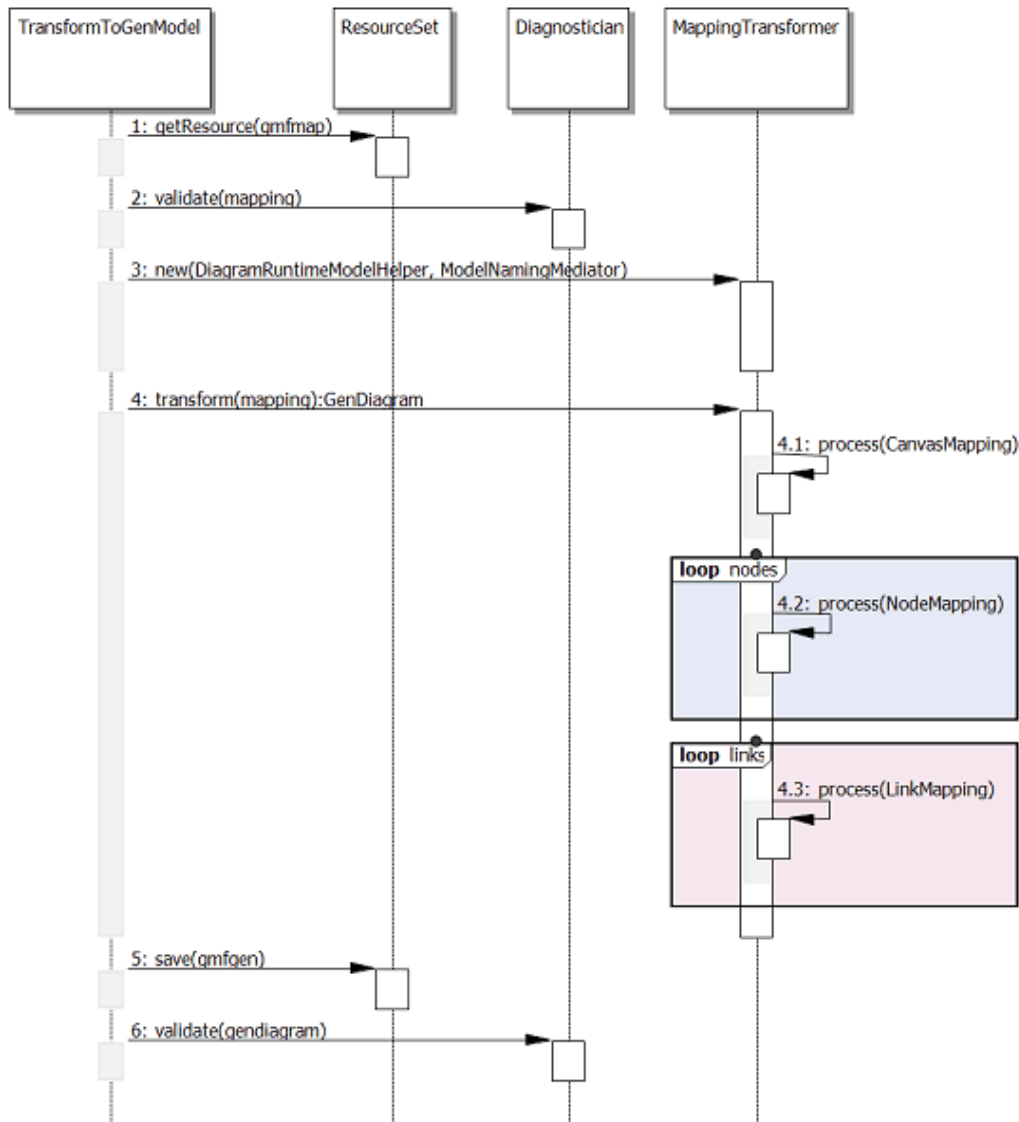 TransformToGenModel
ResourceSet
Diagnostician
MappingTransformer
1: getResource(gmfmap)
2: validate(mapping)
3: new(DiagramRuntimeModelHelper, ModelNamingMediator)
4: transform(mapping):GenDiagram
4.1: process(CanvasMapping)
loop nodes
4.2: process(NodeMapping)
loop links
4.3: process(LinkMapping)
5: save(gmfgen)
6: validate(gendiagram)